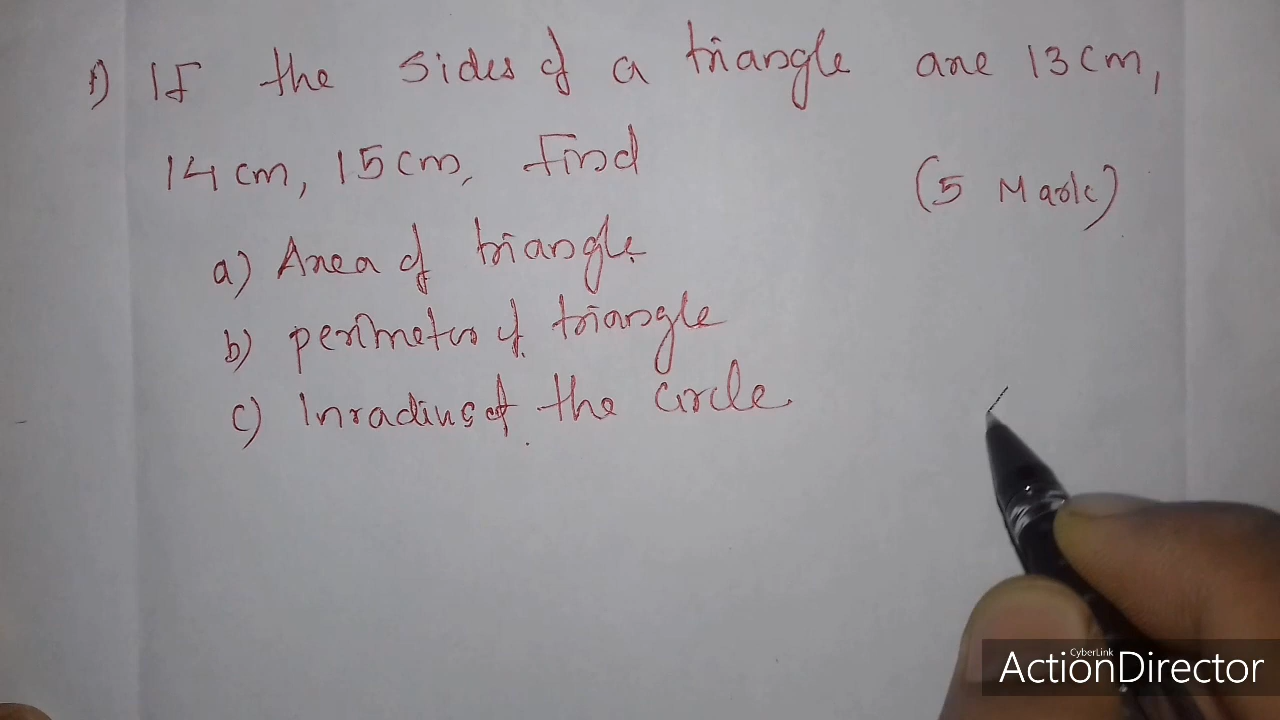 1) If the sides of a triangle are 13cm,
14cm, 15cm, Find
(5 Mark)
a) Area of triangle
b) perimeter of triangle
c) Inradius of the circle
CyberLink
ActionDirector